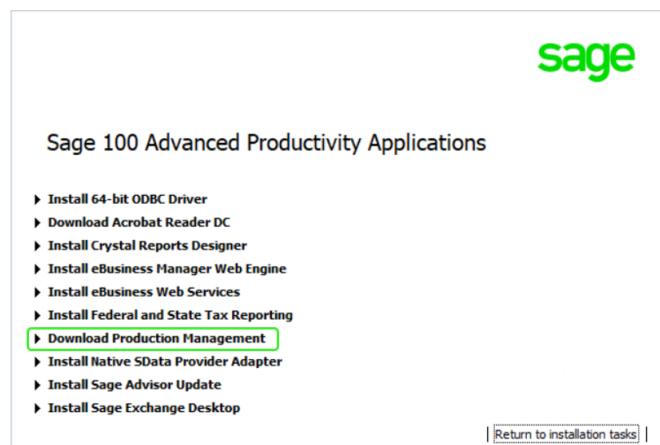 sage
Sage 100 Advanced Productivity Applications
Install 64-bit ODBC Driver
Download Acrobat Reader DC
Install Crystal Reports Designer
Install eBusiness Manager Web Engine
Install eBusiness Web Services
Install Federal and State Tax Reporting
Download Production Management
Install Native SData Provider Adapter
Install Sage Advisor Update
Install Sage Exchange Desktop
Return to installation tasks